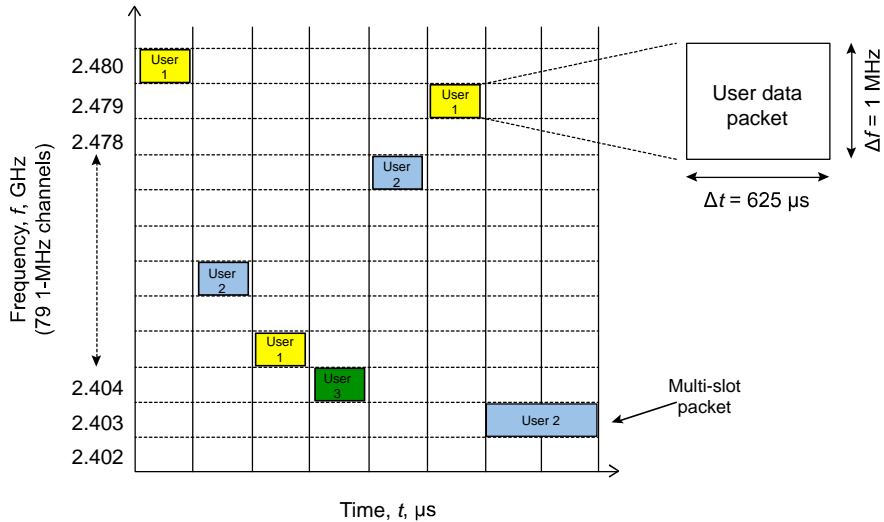 2.480
2.479
2.478
2.404
2.403
2.402
Frequency, f, GHz
(79 1-MHz channels)
User
1
User
2
User
1
User
3
User
2
User
1
User 2
User data
packet
Δf = 1 MHz
Δt = 625 µs
Multi-slot
packet
Time, t, µs